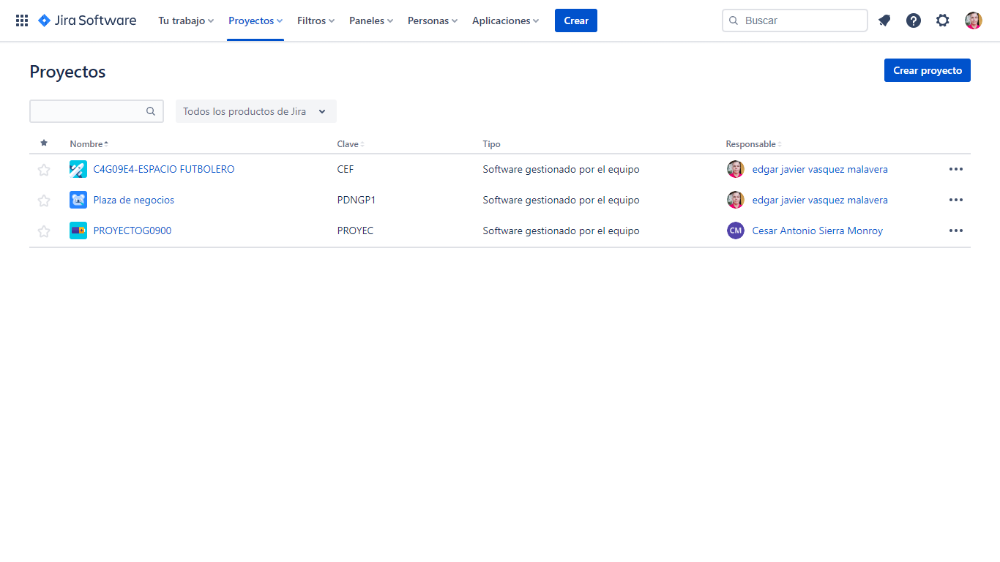 Jira Software Tu trabajo Proyectos Filtros Paneles Personas Aplicaciones Crear Buscar
Proyectos Crear proyecto
Todos los productos de Jira
Nombre Clave Tipo Responsable
C4G09E4-ESPACIO FUTBOLERO CEF Software gestionado por el equipo edgar javier vasquez malavera
Plaza de negocios PDNGP1 Software gestionado por el equipo edgar javier vasquez malavera
PROYECTOG0900 PROYEC Software gestionado por el equipo CM Cesar Antonio Sierra Monroy